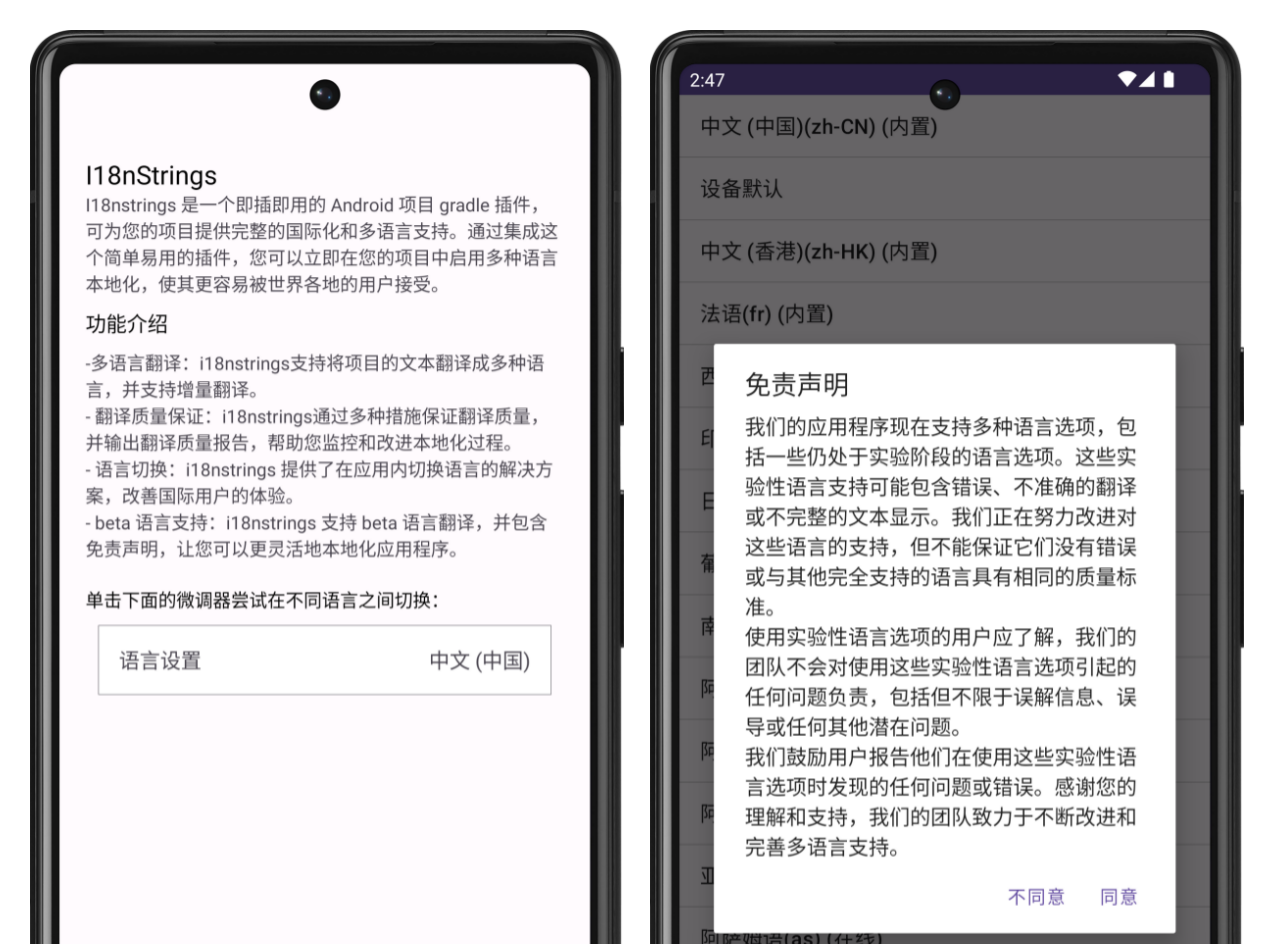 I18nStrings
I18nstrings 是一个即插即用的 Android 项目 gradle 插件，
可为您的项目提供完整的国际化和多语言支持。通过集成这
个简单易用的插件，您可以立即在您的项目中启用多种语言
本地化，使其更容易被世界各地的用户接受。
功能介绍
-多语言翻译：i18nstrings支持将项目的文本翻译成多种语
言，并支持增量翻译。
- 翻译质量保证：i18nstrings通过多种措施保证翻译质量，
并输出翻译质量报告，帮助您监控和改进本地化过程。
- 语言切换：i18nstrings 提供了在应用内切换语言的解决方
案，改善国际用户的体验。
- beta 语言支持：i18nstrings 支持 beta 语言翻译，并包含
免责声明，让您可以更灵活地本地化应用程序。
单击下面的微调器尝试在不同语言之间切换：
语言设置 中文 (中国)
2:47
中文 (中国)(zh-CN) (内置)
设备默认
中文 (香港)(zh-HK) (内置)
法语(fr) (内置)
西
印
日
葡
南
阿
阿
阿
亚
阿萨姆语(as) (在线)
免责声明
我们的应用程序现在支持多种语言选项，包
括一些仍处于实验阶段的语言选项。这些实
验性语言支持可能包含错误、不准确的翻译
或不完整的文本显示。我们正在努力改进对
这些语言的支持，但不能保证它们没有错误
或与其他完全支持的语言具有相同的质量标
准。
使用实验性语言选项的用户应了解，我们的
团队不会对使用这些实验性语言选项引起的
任何问题负责，包括但不限于误解信息、误
导或任何其他潜在问题。
我们鼓励用户报告他们在使用这些实验性语
言选项时发现的任何问题或错误。感谢您的
理解和支持，我们的团队致力于不断改进和
完善多语言支持。
不同意 同意